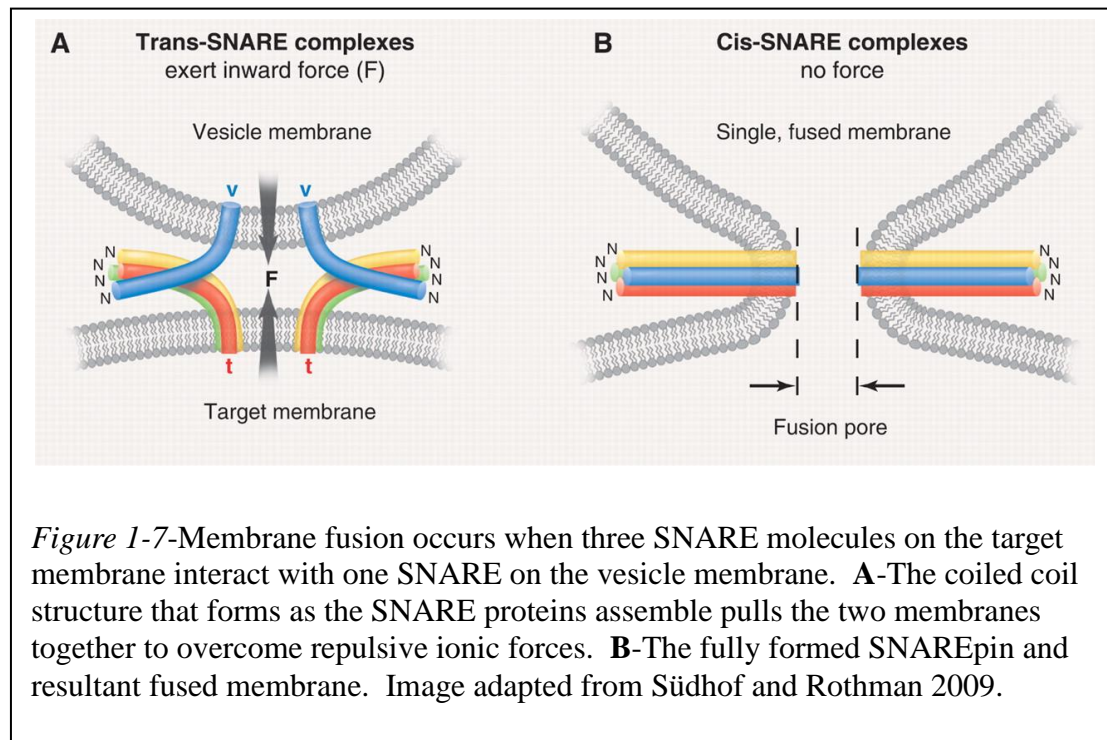 A
Trans-SNARE complexes
exert inward force (F)
Vesicle membrane
v v
N
N
N
N
F
N
N
N
N
t t
Target membrane
B
Cis-SNARE complexes
no force
Single, fused membrane
N
N
N
N
N
N
N
N
Fusion pore
Figure 1-7-Membrane fusion occurs when three SNARE molecules on the target
membrane interact with one SNARE on the vesicle membrane. A-The coiled coil
structure that forms as the SNARE proteins assemble pulls the two membranes
together to overcome repulsive ionic forces. B-The fully formed SNAREpin and
resultant fused membrane. Image adapted from Südhof and Rothman 2009.